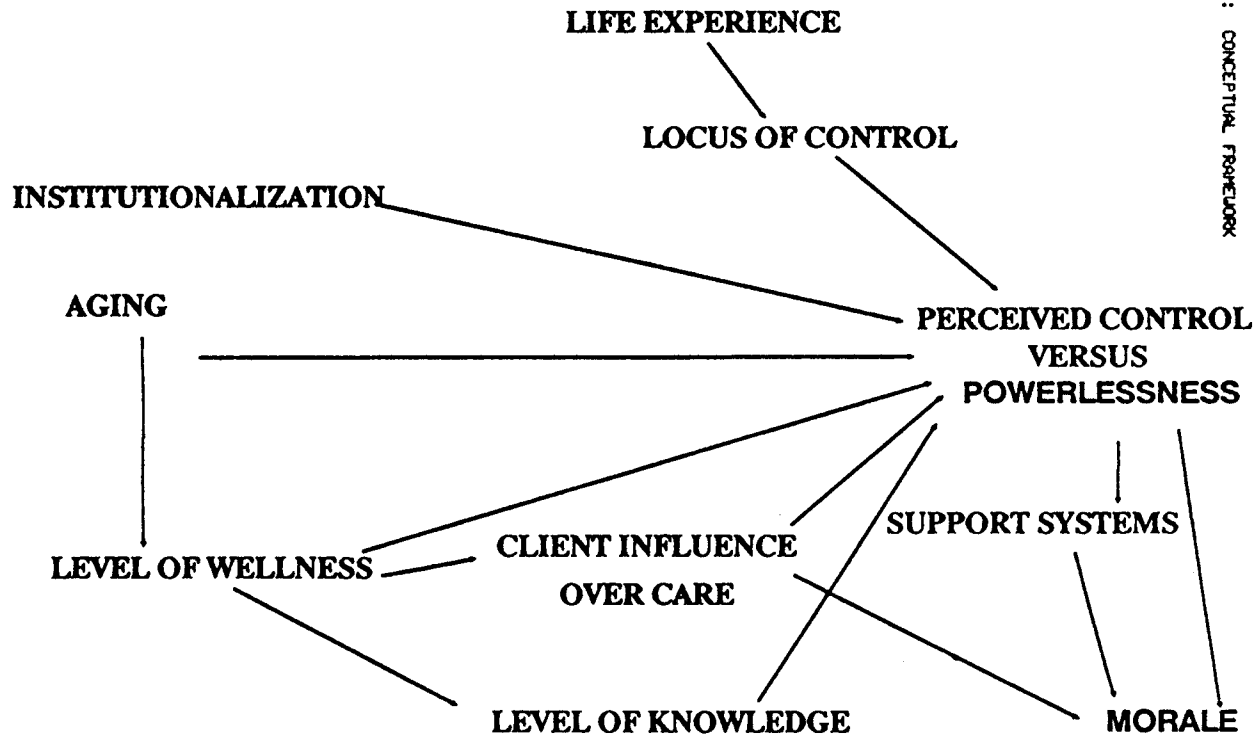 : CONCEPTUAL FRAMEWORK
LIFE EXPERIENCE
LOCUS OF CONTROL
INSTITUTIONALIZATION
AGING
PERCEIVED CONTROL
VERSUS
POWERLESSNESS
SUPPORT SYSTEMS
CLIENT INFLUENCE
OVER CARE
LEVEL OF WELLNESS
LEVEL OF KNOWLEDGE
MORALE